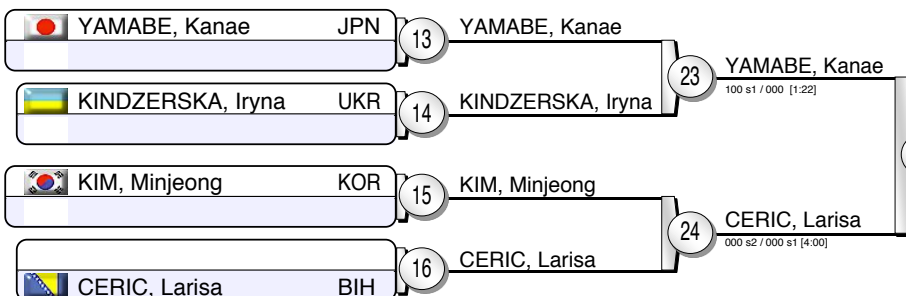 YAMABE, Kanae JPN
13
YAMABE, Kanae
KINDZERSKA, Iryna UKR
14
KINDZERSKA, Iryna
23
YAMABE, Kanae
100 s1 / 000 [1:22]
KIM, Minjeong KOR
15
KIM, Minjeong
CERIC, Larisa BIH
16
CERIC, Larisa
24
CERIC, Larisa
000 s2 / 000 s1 [4:00]